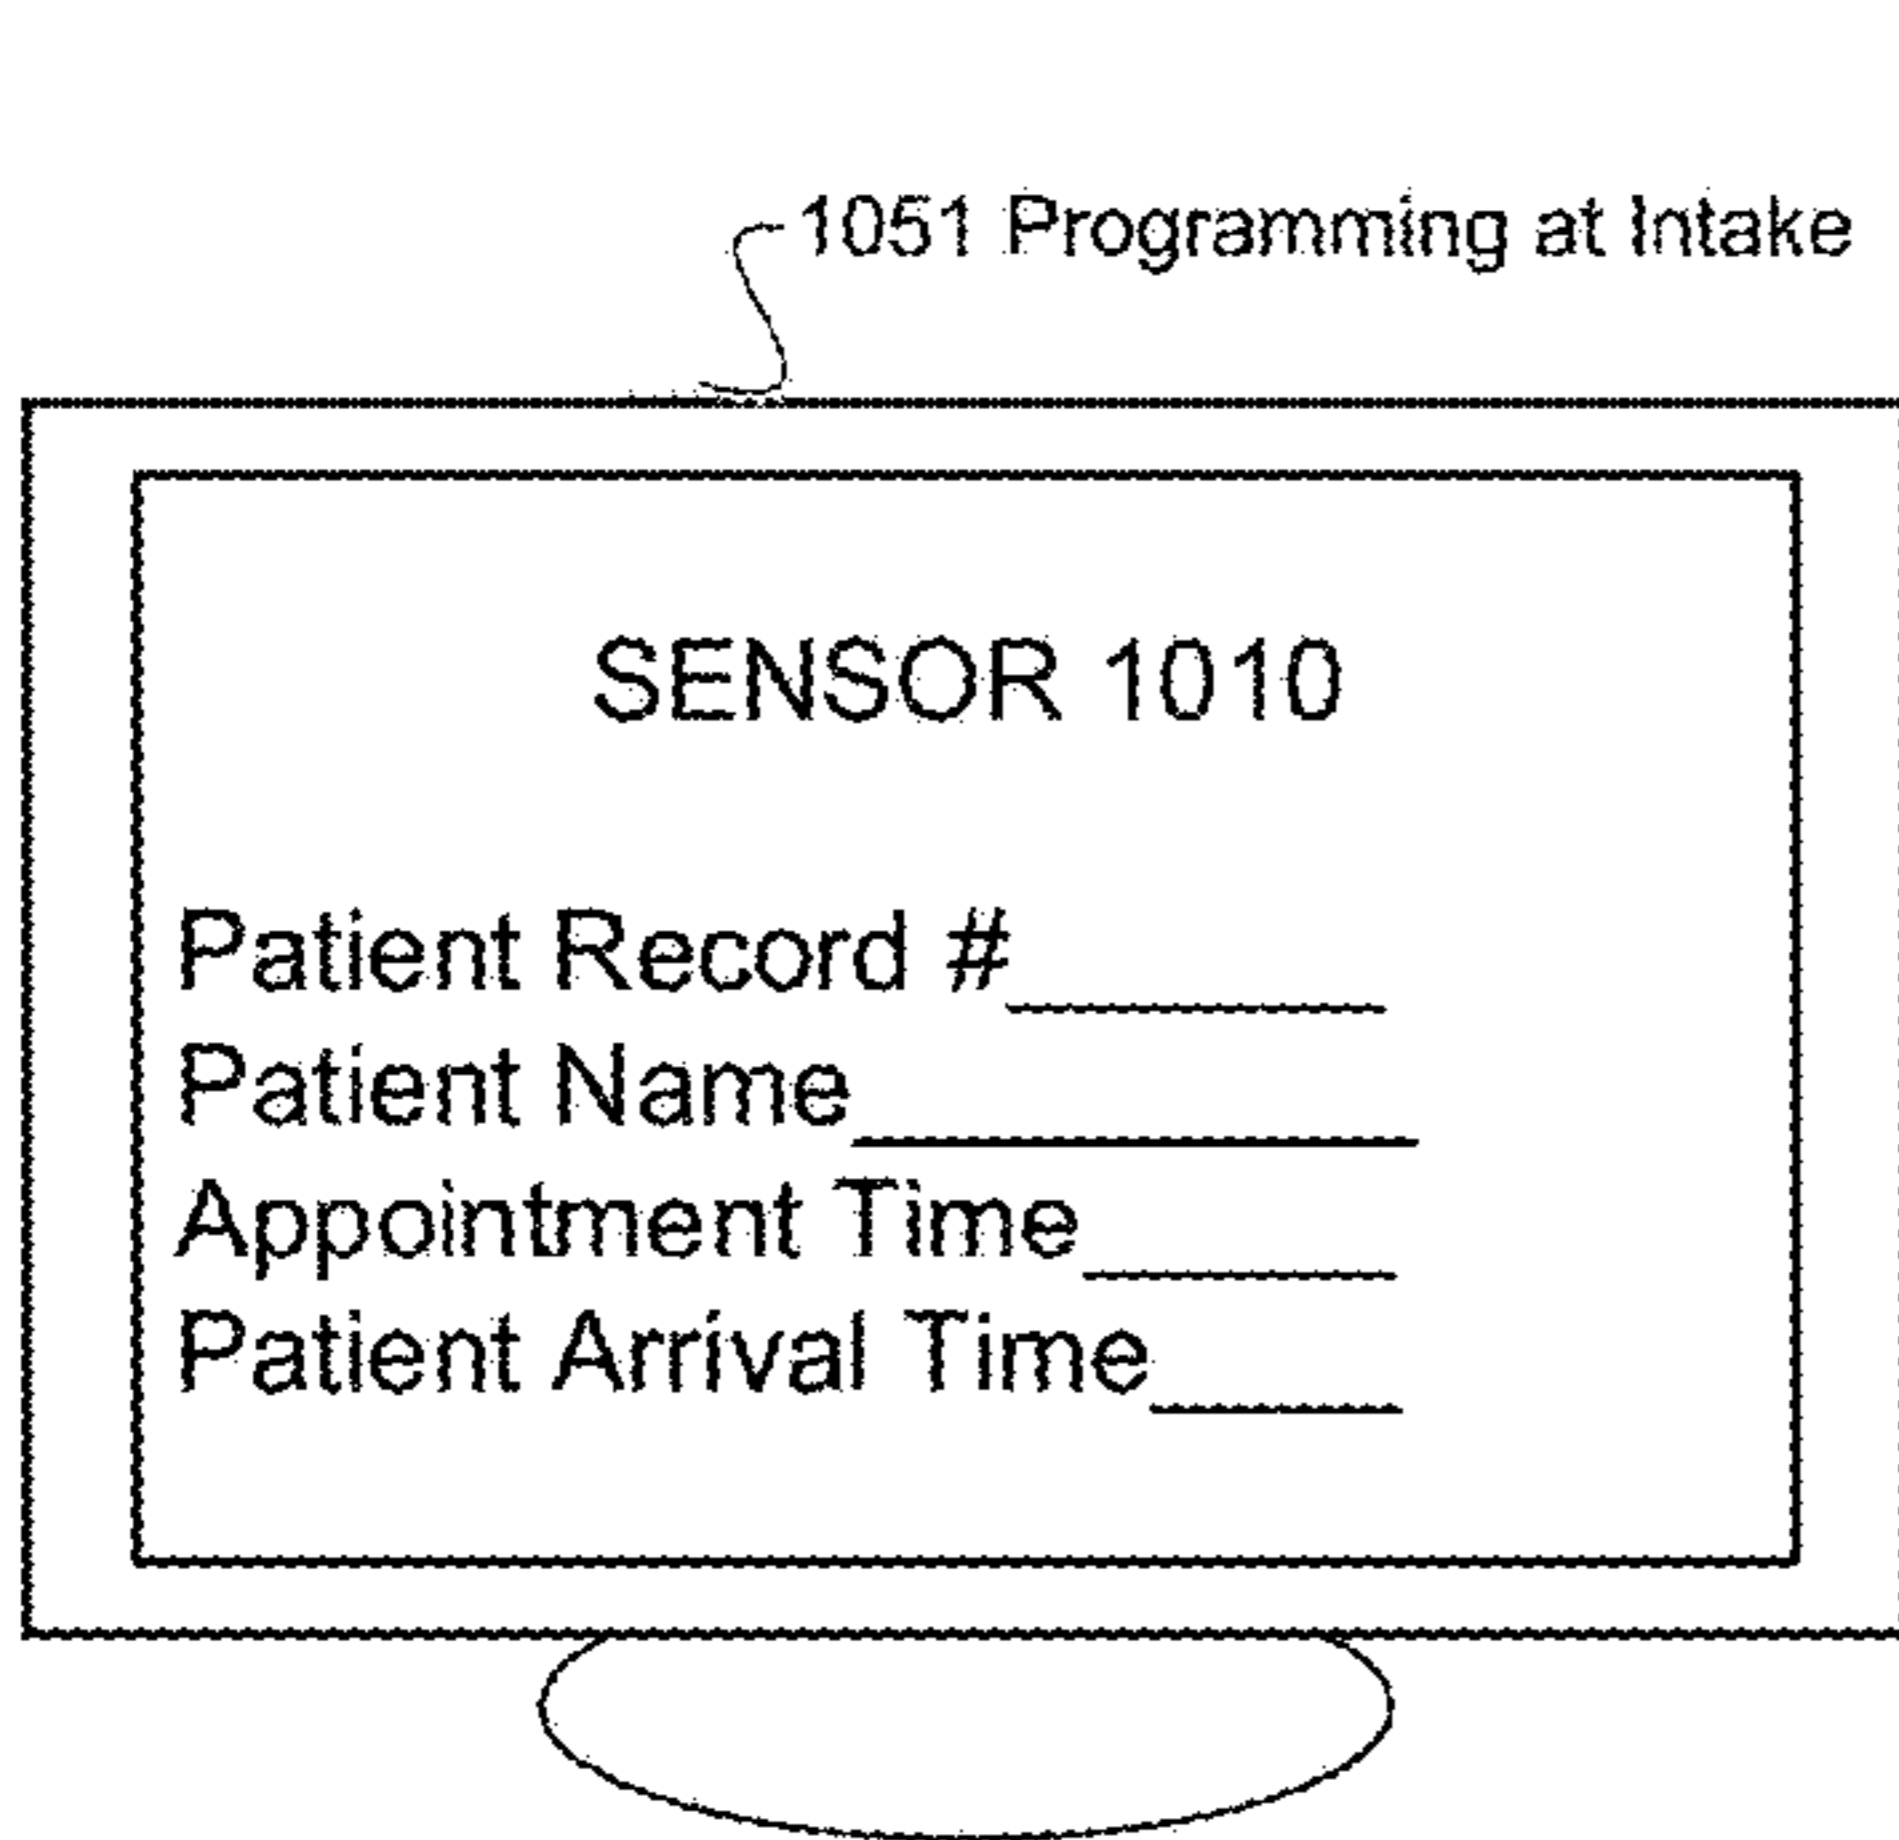 1051 Programming at Intake
SENSOR 1010
Patient Record #________
Patient Name____________
Appointment Time_______
Patient Arrival Time_____